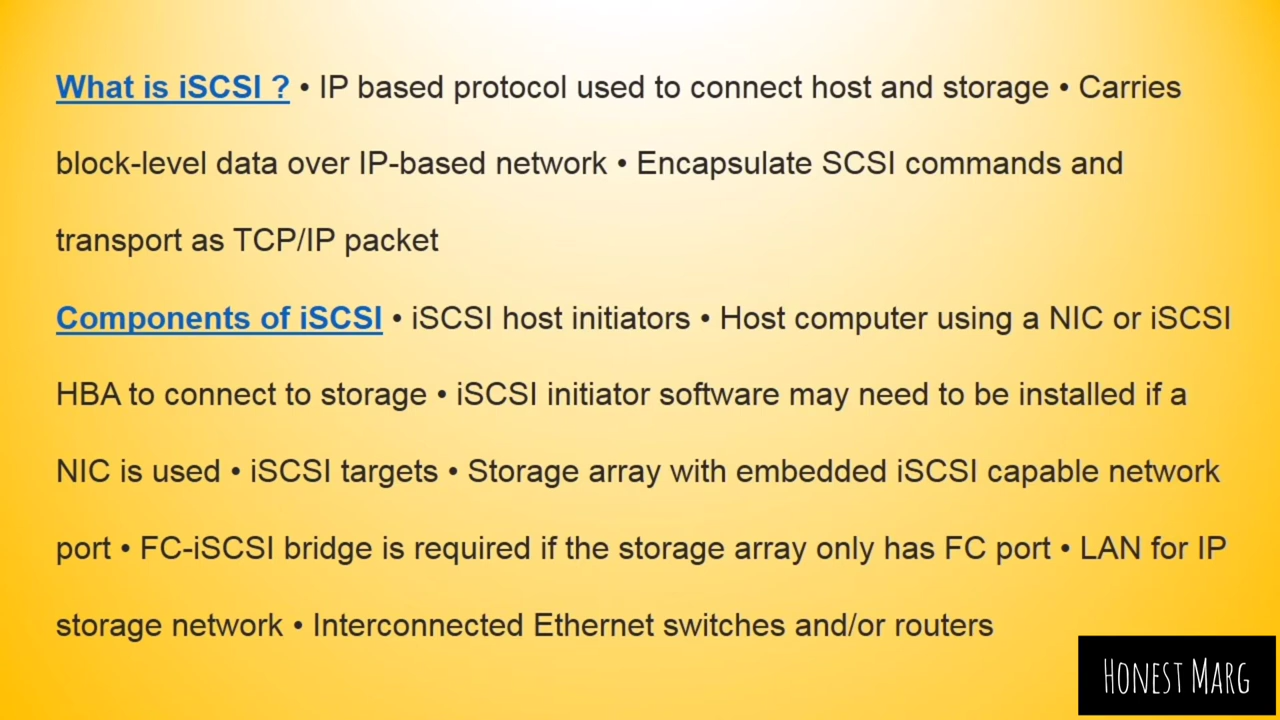 What is iSCSI ? • IP based protocol used to connect host and storage • Carries
block-level data over IP-based network • Encapsulate SCSI commands and
transport as TCP/IP packet
Components of iSCSI • iSCSI host initiators • Host computer using a NIC or iSCSI
HBA to connect to storage • iSCSI initiator software may need to be installed if a
NIC is used • iSCSI targets • Storage array with embedded iSCSI capable network
port • FC-iSCSI bridge is required if the storage array only has FC port • LAN for IP
storage network • Interconnected Ethernet switches and/or routers
HONEST MARG